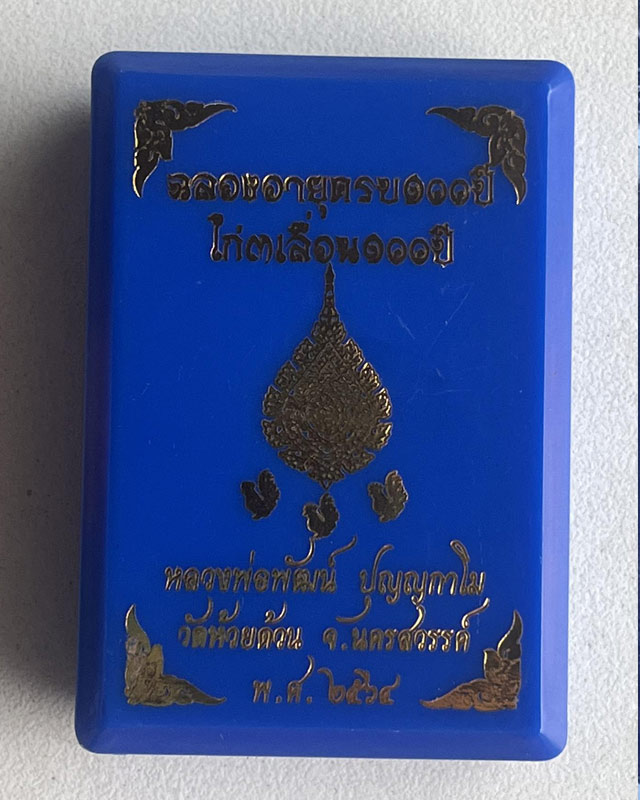 ฉลองอายุครบ๑๐๐ปี
ไก่๓เลื่อน๑๐๐ปี
หลวงพ่อพัฒน์ ปุญญกาโม
วัดห้วยด้วน จ.นครสวรรค์
พ.ศ. ๒๕๖๔